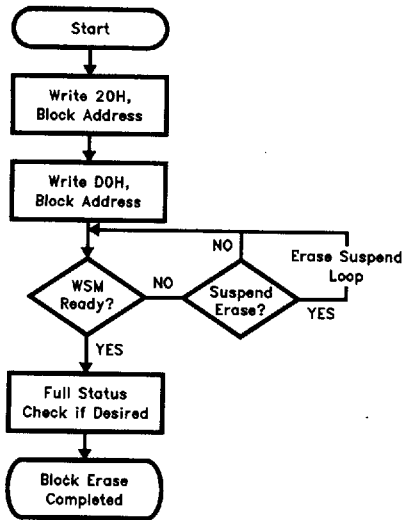 Start
Write 20H,
Block Address
Write D0H,
Block Address
NO
Erase Suspend
Loop
WSM
Ready?
NO
Suspend
Erase?
YES
YES
Full Status
Check if Desired
Block Erase
Completed